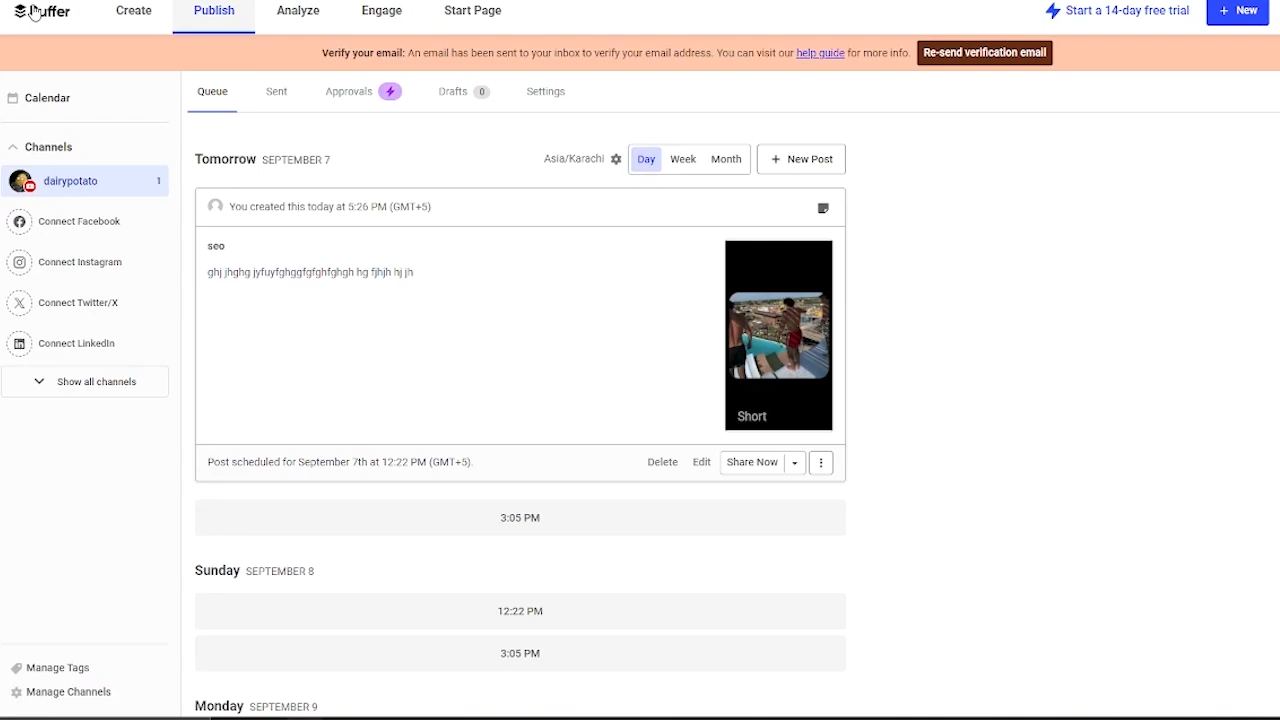 Buffer
Create
Publish
Analyze
Engage
Start Page
Start a 14-day free trial
+ New
Verify your email: An email has been sent to your inbox to verify your email address. You can visit our help guide for more info.
Re-send verification email
Calendar
Channels
dairypotato 1
Connect Facebook
Connect Instagram
Connect Twitter/X
Connect LinkedIn
Show all channels
Manage Tags
Manage Channels
Queue
Sent
Approvals
Drafts 0
Settings
Tomorrow SEPTEMBER 7
Asia/Karachi
Day
Week
Month
+ New Post
You created this today at 5:26 PM (GMT+5)
seo
ghj jhghg jyfuyfghggfgfghfghgh hg fjhjh hj jh
Short
Post scheduled for September 7th at 12:22 PM (GMT+5).
Delete
Edit
Share Now
3:05 PM
Sunday SEPTEMBER 8
12:22 PM
3:05 PM
Monday SEPTEMBER 9